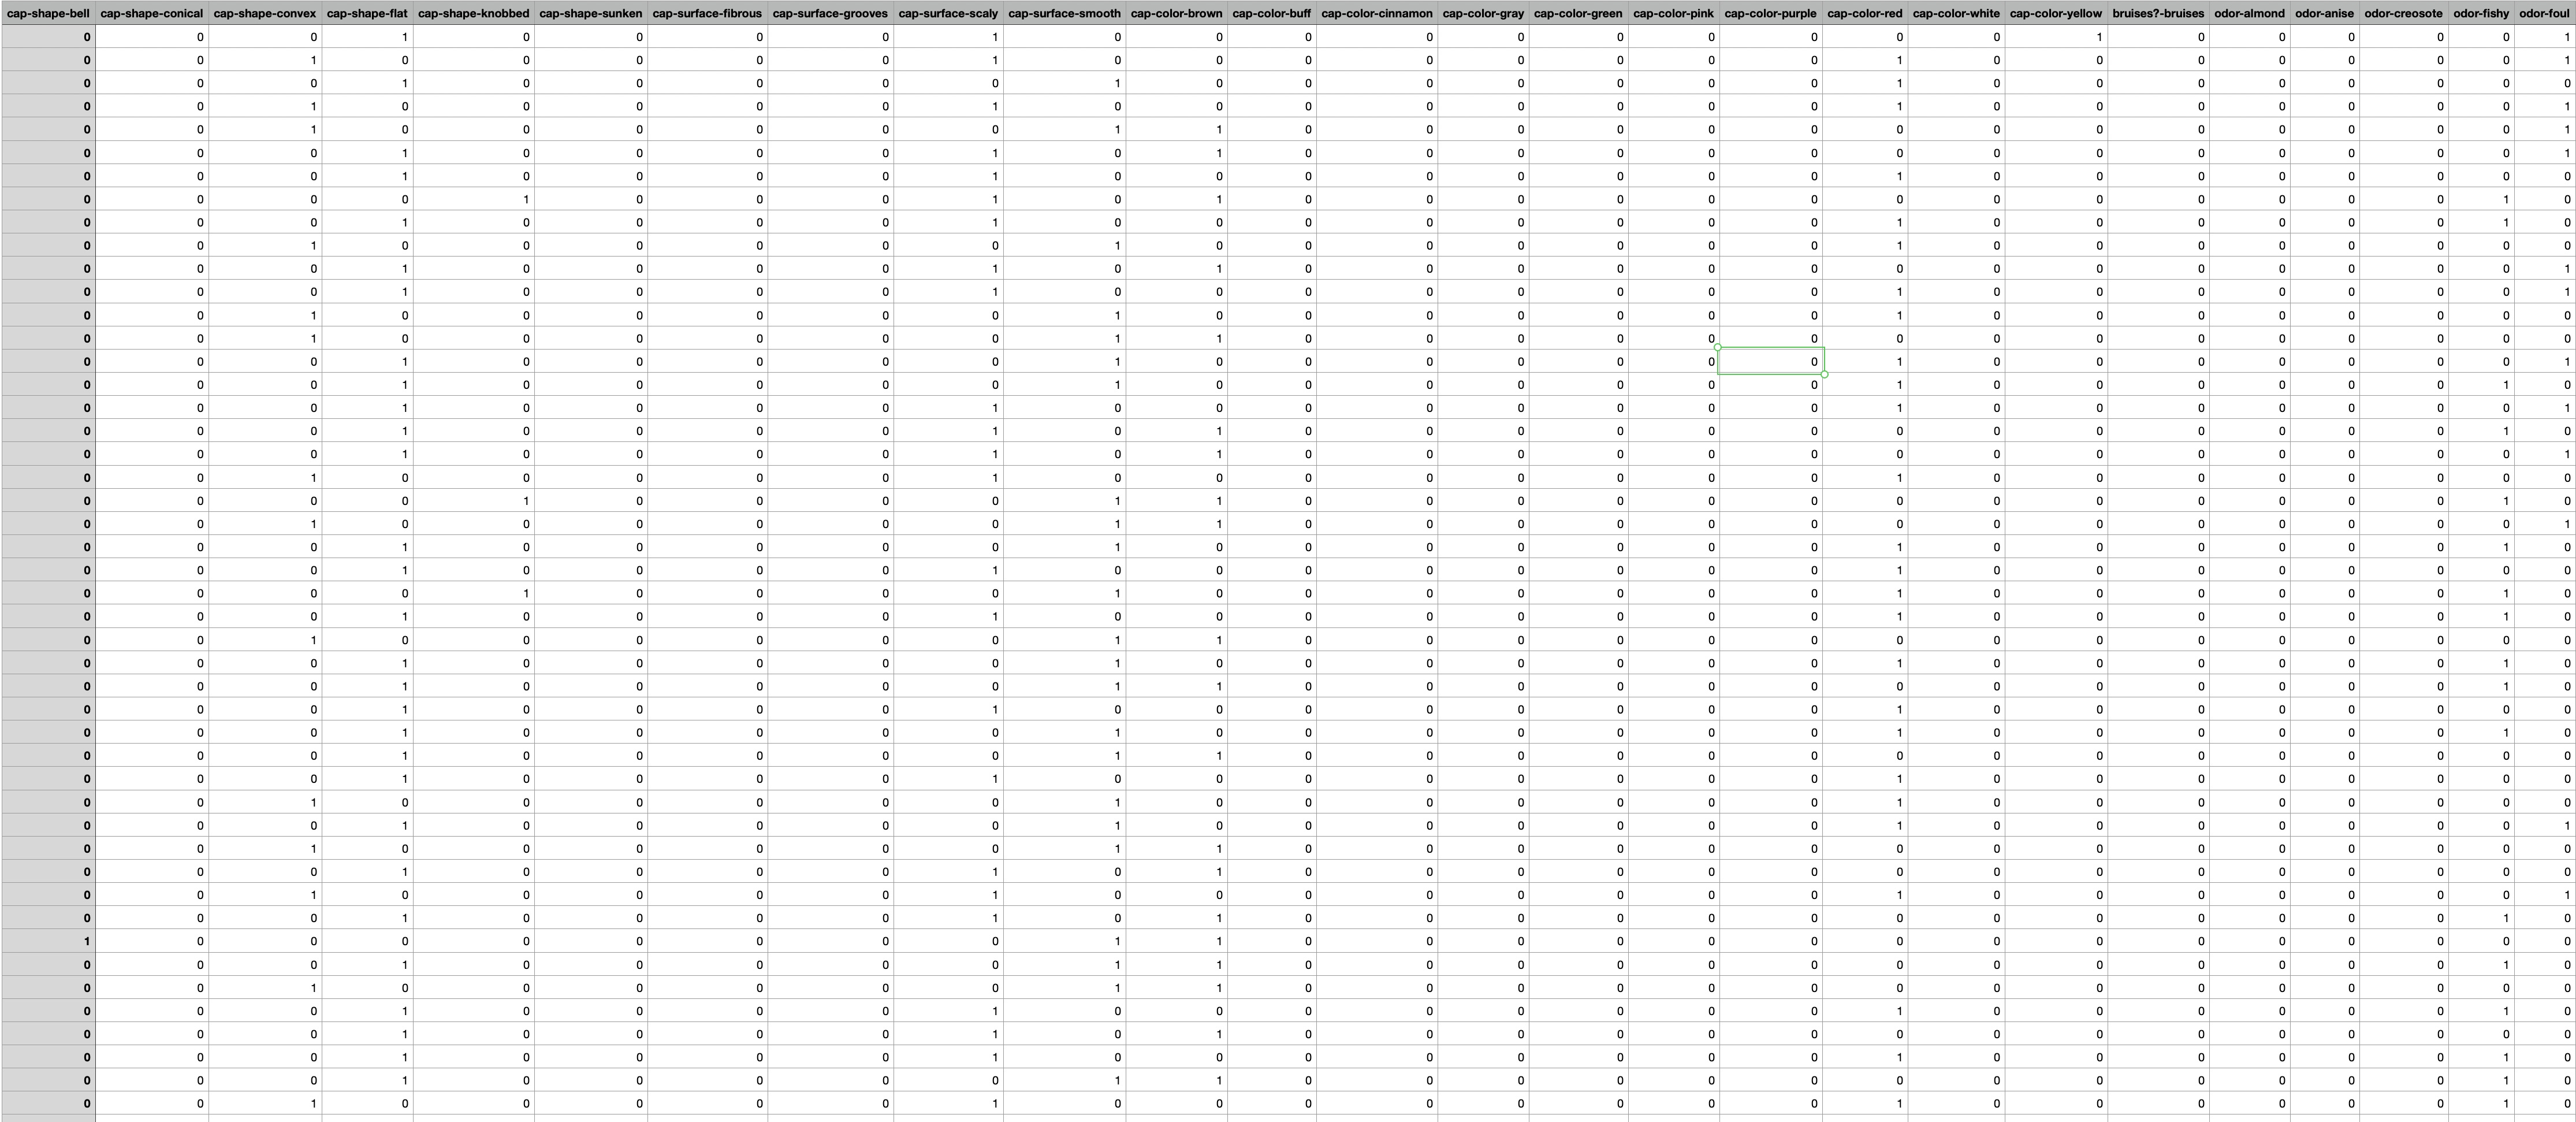 cap-shape-bell cap-shape-conical cap-shape-convex cap-shape-flat cap-shape-knobbed cap-shape-sunken cap-surface-fibrous cap-surface-grooves cap-surface-scaly cap-surface-smooth cap-color-brown cap-color-buff cap-color-cinnamon cap-color-gray cap-color-green cap-color-pink cap-color-purple cap-color-red cap-color-white cap-color-yellow bruises?-bruises odor-almond odor-anise odor-creosote odor-fishy odor-foul
0 0 0 1 0 0 0 0 1 0 0 0 0 0 0 0 0 0 0 1 0 0 0 0 0 1
0 0 1 0 0 0 0 0 1 0 0 0 0 0 0 0 0 1 0 0 0 0 0 0 0 1
0 0 0 1 0 0 0 0 0 1 0 0 0 0 0 0 0 1 0 0 0 0 0 0 0 0
0 0 1 0 0 0 0 0 1 0 0 0 0 0 0 0 0 1 0 0 0 0 0 0 0 1
0 0 1 0 0 0 0 0 0 1 1 0 0 0 0 0 0 0 0 0 0 0 0 0 0 1
0 0 0 1 0 0 0 0 1 0 1 0 0 0 0 0 0 0 0 0 0 0 0 0 0 1
0 0 0 1 0 0 0 0 1 0 0 0 0 0 0 0 0 1 0 0 0 0 0 0 0 0
0 0 0 0 1 0 0 0 1 0 1 0 0 0 0 0 0 0 0 0 0 0 0 0 1 0
0 0 0 1 0 0 0 0 1 0 0 0 0 0 0 0 0 1 0 0 0 0 0 0 1 0
0 0 1 0 0 0 0 0 0 1 0 0 0 0 0 0 0 1 0 0 0 0 0 0 0 0
0 0 0 1 0 0 0 0 1 0 1 0 0 0 0 0 0 0 0 0 0 0 0 0 0 1
0 0 0 1 0 0 0 0 1 0 0 0 0 0 0 0 0 1 0 0 0 0 0 0 0 1
0 0 1 0 0 0 0 0 0 1 0 0 0 0 0 0 0 1 0 0 0 0 0 0 0 0
0 0 1 0 0 0 0 0 0 1 1 0 0 0 0 0 0 0 0 0 0 0 0 0 0 0
0 0 0 1 0 0 0 0 0 1 0 0 0 0 0 0 0 1 0 0 0 0 0 0 0 1
0 0 0 1 0 0 0 0 0 1 0 0 0 0 0 0 0 1 0 0 0 0 0 0 1 0
0 0 0 1 0 0 0 0 1 0 0 0 0 0 0 0 0 1 0 0 0 0 0 0 0 1
0 0 0 1 0 0 0 0 1 0 1 0 0 0 0 0 0 0 0 0 0 0 0 0 1 0
0 0 0 1 0 0 0 0 1 0 1 0 0 0 0 0 0 0 0 0 0 0 0 0 0 1
0 0 1 0 0 0 0 0 1 0 0 0 0 0 0 0 0 1 0 0 0 0 0 0 0 0
0 0 0 0 1 0 0 0 0 1 1 0 0 0 0 0 0 0 0 0 0 0 0 0 1 0
0 0 1 0 0 0 0 0 0 1 1 0 0 0 0 0 0 0 0 0 0 0 0 0 0 1
0 0 0 1 0 0 0 0 0 1 0 0 0 0 0 0 0 1 0 0 0 0 0 0 1 0
0 0 0 1 0 0 0 0 1 0 0 0 0 0 0 0 0 1 0 0 0 0 0 0 0 0
0 0 0 0 1 0 0 0 0 1 0 0 0 0 0 0 0 1 0 0 0 0 0 0 1 0
0 0 0 1 0 0 0 0 1 0 0 0 0 0 0 0 0 1 0 0 0 0 0 0 1 0
0 0 1 0 0 0 0 0 0 1 1 0 0 0 0 0 0 0 0 0 0 0 0 0 0 0
0 0 0 1 0 0 0 0 0 1 0 0 0 0 0 0 0 1 0 0 0 0 0 0 1 0
0 0 0 1 0 0 0 0 0 1 1 0 0 0 0 0 0 0 0 0 0 0 0 0 1 0
0 0 0 1 0 0 0 0 1 0 0 0 0 0 0 0 0 1 0 0 0 0 0 0 0 0
0 0 0 1 0 0 0 0 0 1 0 0 0 0 0 0 0 1 0 0 0 0 0 0 1 0
0 0 0 1 0 0 0 0 0 1 1 0 0 0 0 0 0 0 0 0 0 0 0 0 0 0
0 0 0 1 0 0 0 0 1 0 0 0 0 0 0 0 0 1 0 0 0 0 0 0 0 0
0 0 1 0 0 0 0 0 0 1 0 0 0 0 0 0 0 1 0 0 0 0 0 0 0 0
0 0 0 1 0 0 0 0 0 1 0 0 0 0 0 0 0 1 0 0 0 0 0 0 0 1
0 0 1 0 0 0 0 0 0 1 1 0 0 0 0 0 0 0 0 0 0 0 0 0 0 0
0 0 0 1 0 0 0 0 1 0 1 0 0 0 0 0 0 0 0 0 0 0 0 0 0 0
0 0 1 0 0 0 0 0 1 0 0 0 0 0 0 0 0 1 0 0 0 0 0 0 0 1
0 0 0 1 0 0 0 0 1 0 1 0 0 0 0 0 0 0 0 0 0 0 0 0 1 0
1 0 0 0 0 0 0 0 0 1 1 0 0 0 0 0 0 0 0 0 0 0 0 0 0 0
0 0 0 1 0 0 0 0 0 1 1 0 0 0 0 0 0 0 0 0 0 0 0 0 1 0
0 0 1 0 0 0 0 0 0 1 1 0 0 0 0 0 0 0 0 0 0 0 0 0 0 0
0 0 0 1 0 0 0 0 1 0 0 0 0 0 0 0 0 1 0 0 0 0 0 0 1 0
0 0 0 1 0 0 0 0 1 0 1 0 0 0 0 0 0 0 0 0 0 0 0 0 0 0
0 0 0 1 0 0 0 0 1 0 0 0 0 0 0 0 0 1 0 0 0 0 0 0 1 0
0 0 0 1 0 0 0 0 0 1 1 0 0 0 0 0 0 0 0 0 0 0 0 0 1 0
0 0 1 0 0 0 0 0 1 0 0 0 0 0 0 0 0 1 0 0 0 0 0 0 1 0